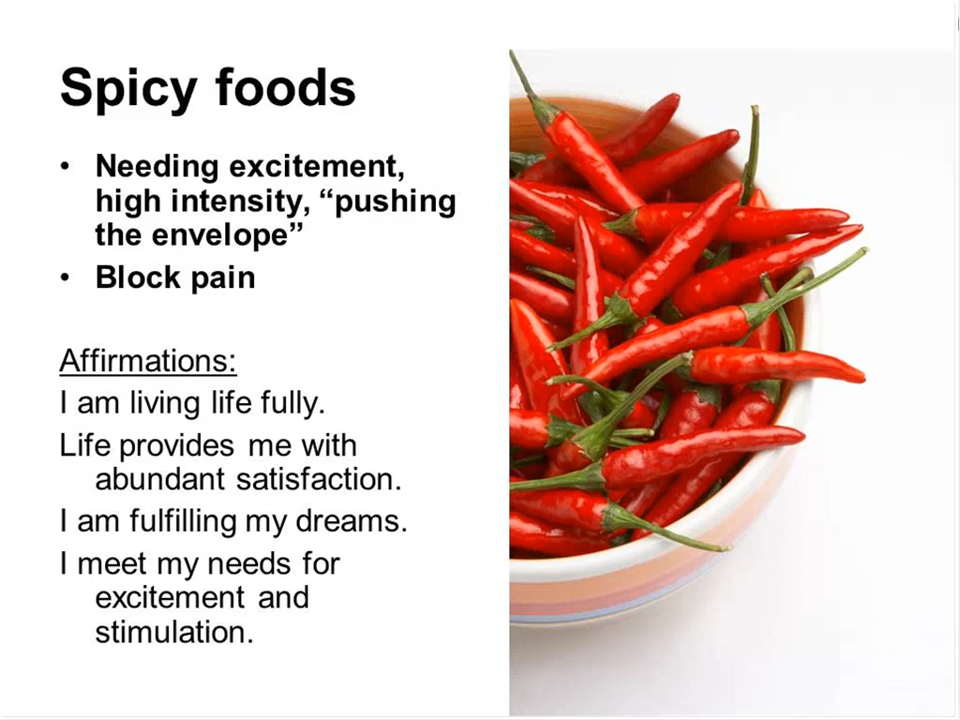 Spicy foods
• Needing excitement,
high intensity, “pushing
the envelope”
• Block pain
Affirmations:
I am living life fully.
Life provides me with
abundant satisfaction.
I am fulfilling my dreams.
I meet my needs for
excitement and
stimulation.